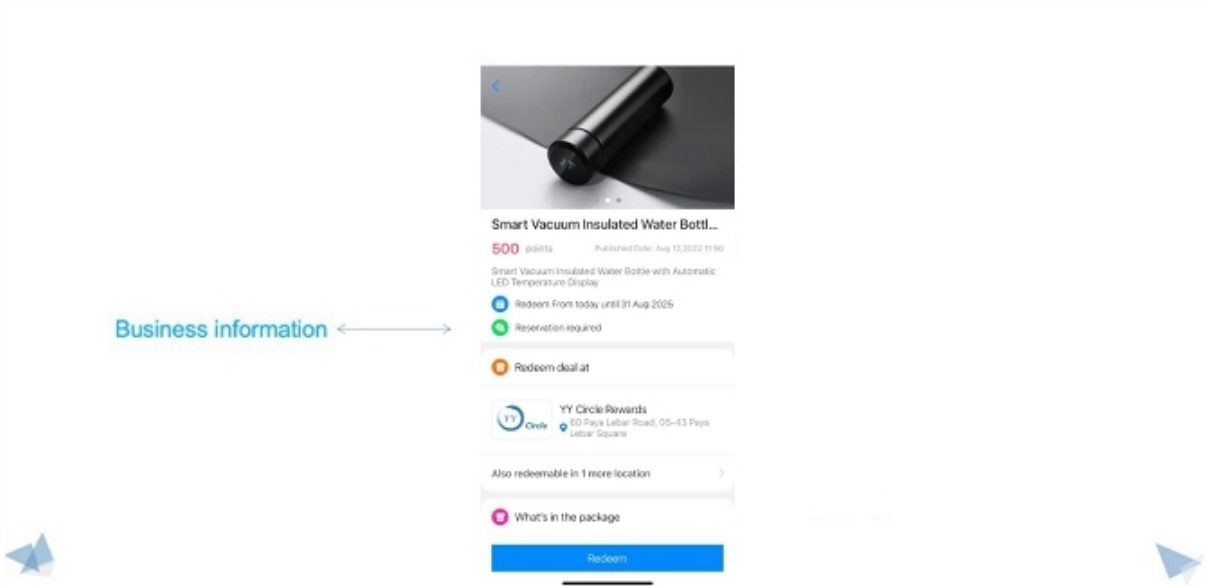 Smart Vacuum Insulated Water Bottl...
500 points
Published Date: Aug 12,2022 11:50
Smart Vacuum Insulated Water Bottle with Automatic
LED Temperature Display
Redeem From today until 31 Aug 2025
Business information
Reservation required
Redeem deal at
YY Circle
YY Circle Rewards
60 Paya Lebar Road, 05-43 Paya
Lebar Square
Also redeemable in 1 more location
What's in the package
Redeem